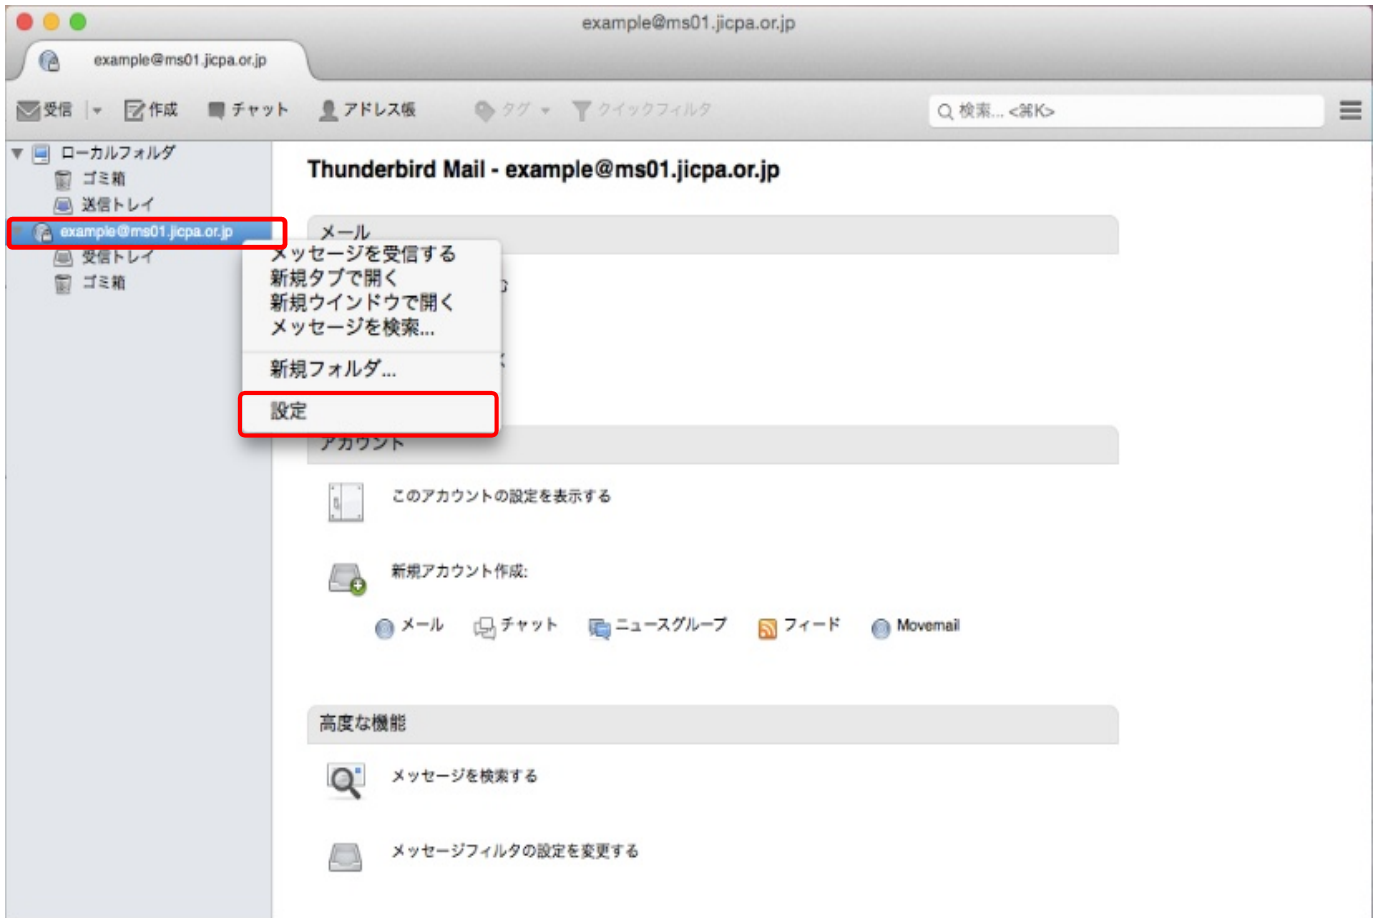 example@ms01.jicpa.or.jp
example@ms01.jicpa.or.jp
受信 作成 チャット アドレス帳 タグ クイックフィルタ 検索... <⌘K>
ローカルフォルダ
ゴミ箱
送信トレイ
example@ms01.jicpa.or.jp
受信トレイ
ゴミ箱
Thunderbird Mail - example@ms01.jicpa.or.jp
メール
メッセージを受信する
新規タブで開く
新規ウインドウで開く
メッセージを検索...
新規フォルダ...
設定
アカウント
このアカウントの設定を表示する
新規アカウント作成:
メール チャット ニュースグループ フィード Movemail
高度な機能
メッセージを検索する
メッセージフィルタの設定を変更する